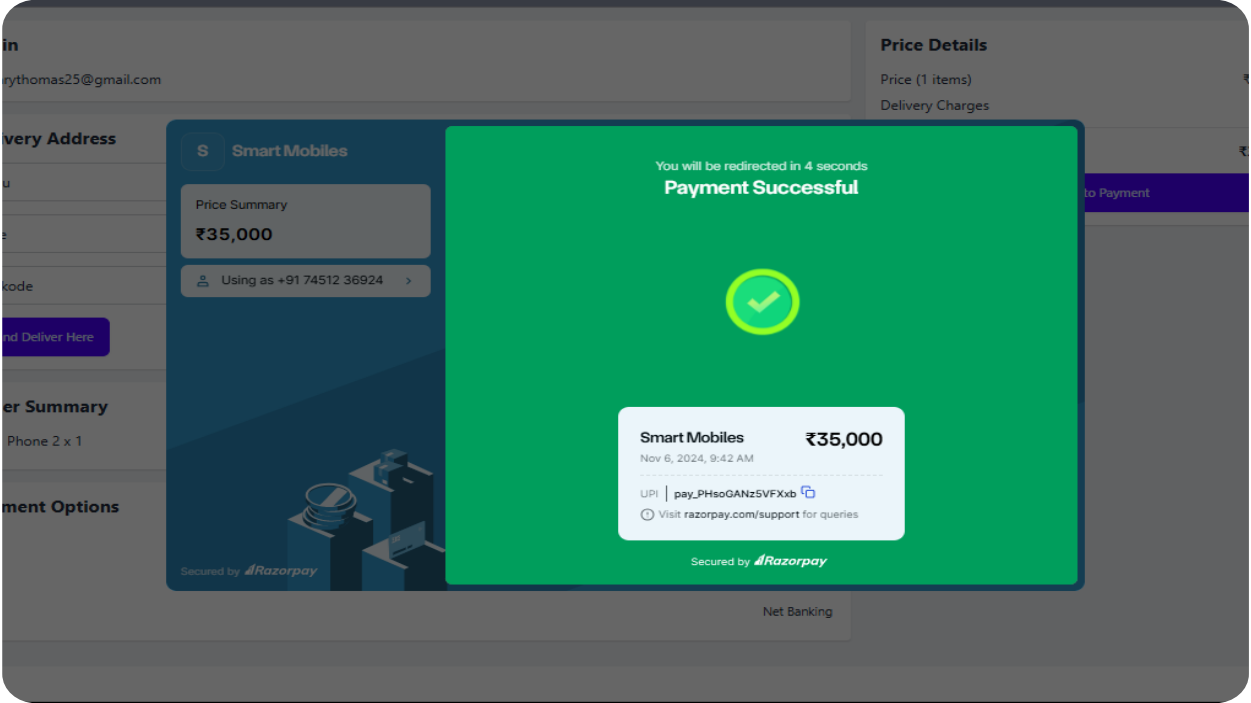 in
rythomas25@gmail.com
ivery Address
u
e
kode
nd Deliver Here
er Summary
Phone 2 x 1
ment Options
Net Banking
Price Details
Price (1 items)
₹
Delivery Charges
₹
to Payment
S Smart Mobiles
Price Summary
₹35,000
Using as +91 74512 36924
Secured by Razorpay
You will be redirected in 4 seconds
Payment Successful
Smart Mobiles ₹35,000
Nov 6, 2024, 9:42 AM
UPI | pay_PHsoGANz5VFXxb
Visit razorpay.com/support for queries
Secured by Razorpay